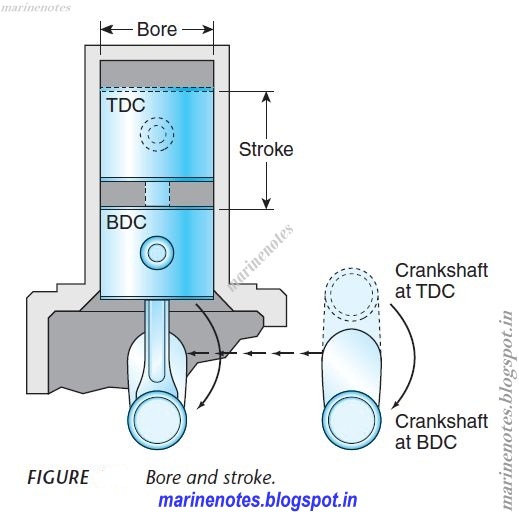 marinenotes
Bore
TDC
Stroke
BDC
marinenotes
Crankshaft
at TDC
Crankshaft
at BDC
marinenotes.blogspot.in
FIGURE Bore and stroke.
marinenotes.blogspot.in